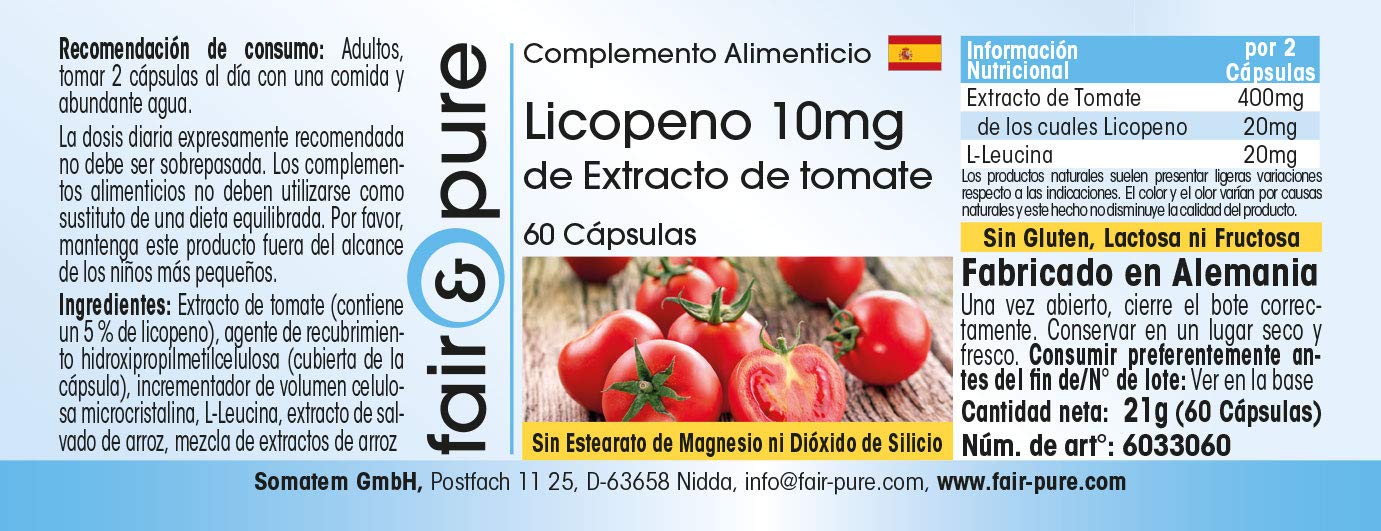 Recomendación de consumo: Adultos,
tomar 2 cápsulas al día con una comida y
abundante agua.
La dosis diaria expresamente recomendada
no debe ser sobrepasada. Los complemen-
tos alimenticios no deben utilizarse como
sustituto de una dieta equilibrada. Por favor,
mantenga este producto fuera del alcance
de los niños más pequeños.
Ingredientes: Extracto de tomate (contiene
un 5 % de licopeno), agente de recubrimien-
to hidroxipropilmetilcelulosa (cubierta de la
cápsula), incrementador de volumen celulo-
sa microcristalina, L-Leucina, extracto de sal-
vado de arroz, mezcla de extractos de arroz
fair & pure
Complemento Alimenticio
Licopeno 10mg
de Extracto de tomate
60 Cápsulas
Sin Estearato de Magnesio ni Dióxido de Silicio
Información Nutricional por 2 Cápsulas
Extracto de Tomate 400mg
de los cuales Licopeno 20mg
L-Leucina 20mg
Los productos naturales suelen presentar ligeras variaciones
respecto a las indicaciones. El color y el olor varían por causas
naturales y este hecho no disminuye la calidad del producto.
Sin Gluten, Lactosa ni Fructosa
Fabricado en Alemania
Una vez abierto, cierre el bote correc-
tamente. Conservar en un lugar seco y
fresco. Consumir preferentemente an-
tes del fin de/N° de lote: Ver en la base
Cantidad neta: 21g (60 Cápsulas)
Núm. de art°: 6033060
Somatem GmbH, Postfach 11 25, D-63658 Nidda, info@fair-pure.com, www.fair-pure.com